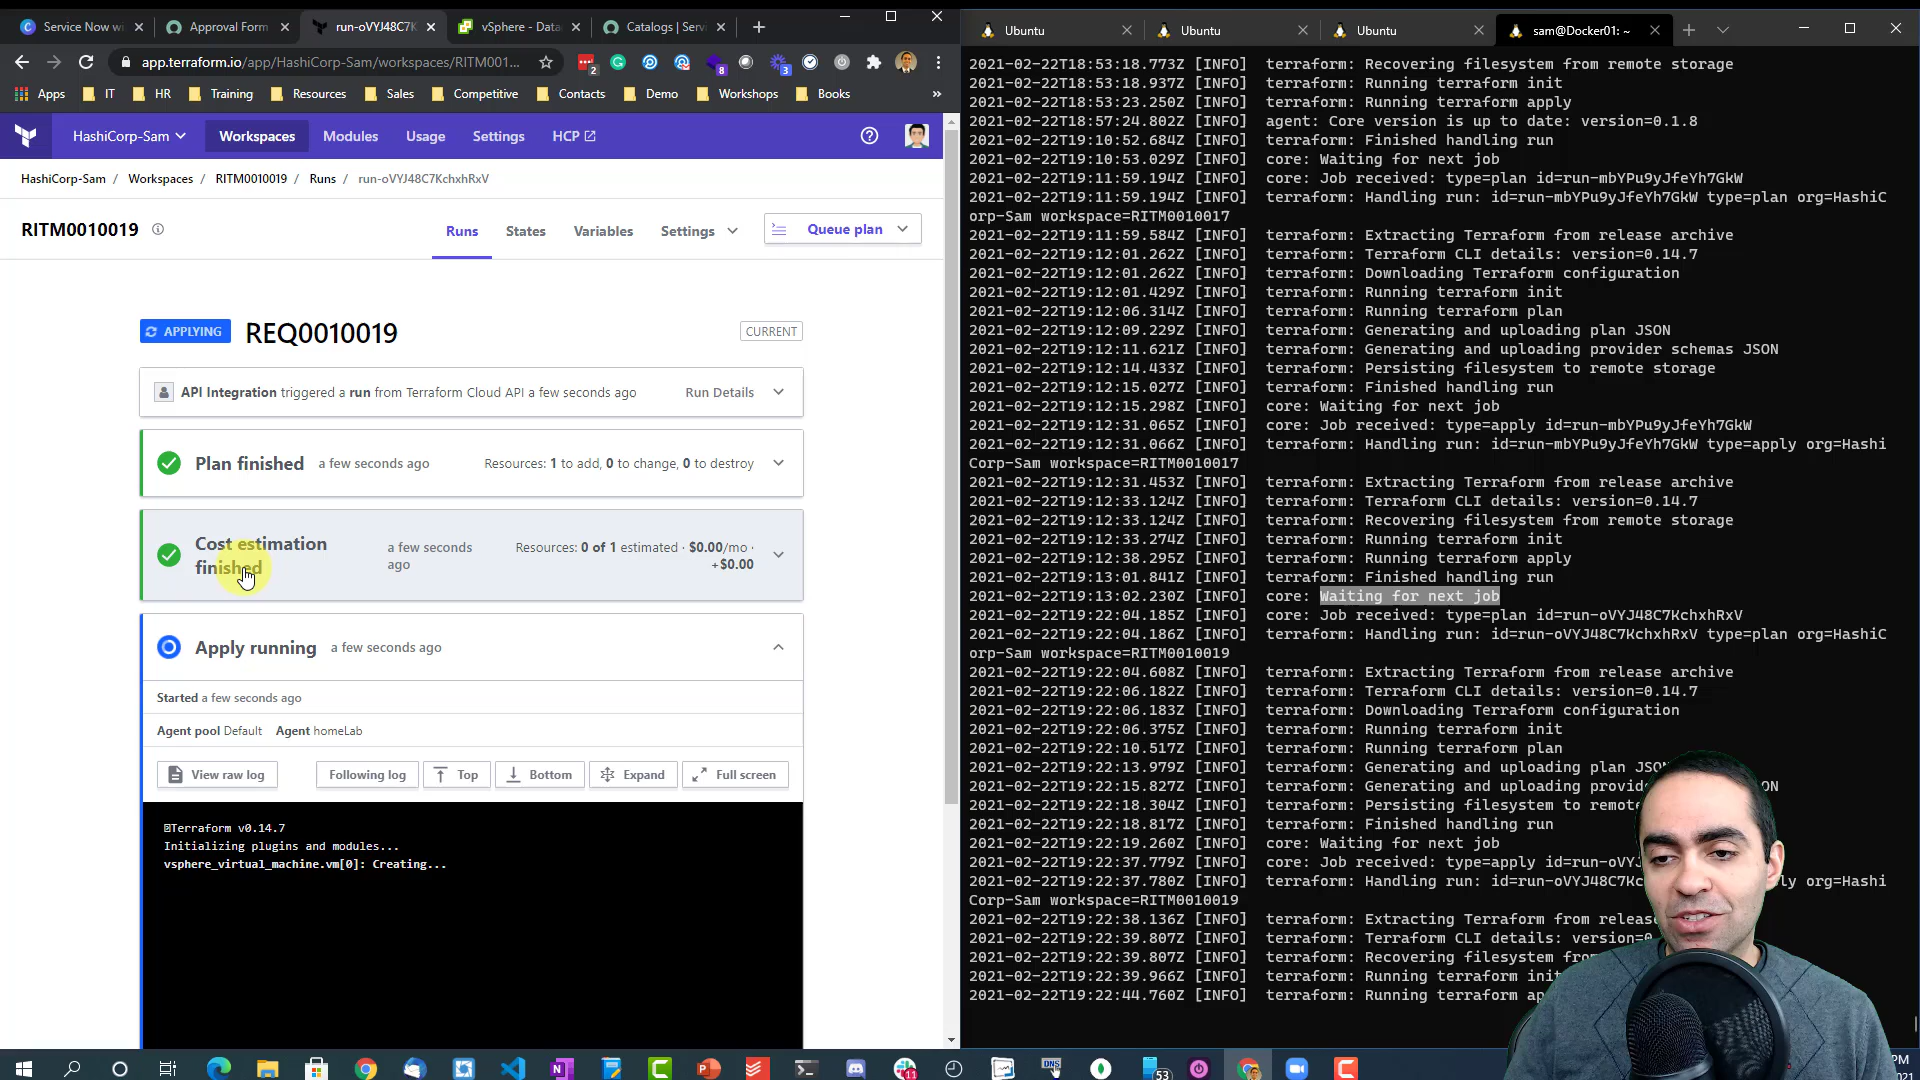 Service Now wi
Approval Form
run-oVYJ48C7K
vSphere - Data
Catalogs | Serv
app.terraform.io/app/HashiCorp-Sam/workspaces/RITM001...
2
8
3
Apps
IT
HR
Training
Resources
Sales
Competitive
Contacts
Demo
Workshops
Books
»
HashiCorp-Sam
Workspaces
Modules
Usage
Settings
HCP
HashiCorp-Sam / Workspaces / RITM0010019 / Runs / run-oVYJ48C7KchxhRxV
RITM0010019
Runs
States
Variables
Settings
Queue plan
APPLYING
REQ0010019
CURRENT
API Integration triggered a run from Terraform Cloud API a few seconds ago
Run Details
Plan finished
a few seconds ago
Resources: 1 to add, 0 to change, 0 to destroy
Cost estimation
finished
a few seconds
ago
Resources: 0 of 1 estimated · $0.00/mo ·
+$0.00
Apply running
a few seconds ago
Started a few seconds ago
Agent pool Default Agent homeLab
View raw log
Following log
Top
Bottom
Expand
Full screen
Terraform v0.14.7
Initializing plugins and modules...
vsphere_virtual_machine.vm[0]: Creating...
Ubuntu
Ubuntu
Ubuntu
sam@Docker01: ~
2021-02-22T18:53:18.773Z [INFO] terraform: Recovering filesystem from remote storage
2021-02-22T18:53:18.937Z [INFO] terraform: Running terraform init
2021-02-22T18:53:23.250Z [INFO] terraform: Running terraform apply
2021-02-22T18:57:24.802Z [INFO] agent: Core version is up to date: version=0.1.8
2021-02-22T19:10:52.684Z [INFO] terraform: Finished handling run
2021-02-22T19:10:53.029Z [INFO] core: Waiting for next job
2021-02-22T19:11:59.194Z [INFO] core: Job received: type=plan id=run-mbYPu9yJfeYh7GkW
2021-02-22T19:11:59.194Z [INFO] terraform: Handling run: id=run-mbYPu9yJfeYh7GkW type=plan org=HashiC
orp-Sam workspace=RITM0010017
2021-02-22T19:11:59.584Z [INFO] terraform: Extracting Terraform from release archive
2021-02-22T19:12:01.262Z [INFO] terraform: Terraform CLI details: version=0.14.7
2021-02-22T19:12:01.262Z [INFO] terraform: Downloading Terraform configuration
2021-02-22T19:12:01.429Z [INFO] terraform: Running terraform init
2021-02-22T19:12:06.314Z [INFO] terraform: Running terraform plan
2021-02-22T19:12:09.229Z [INFO] terraform: Generating and uploading plan JSON
2021-02-22T19:12:11.621Z [INFO] terraform: Generating and uploading provider schemas JSON
2021-02-22T19:12:14.433Z [INFO] terraform: Persisting filesystem to remote storage
2021-02-22T19:12:15.027Z [INFO] terraform: Finished handling run
2021-02-22T19:12:15.298Z [INFO] core: Waiting for next job
2021-02-22T19:12:31.065Z [INFO] core: Job received: type=apply id=run-mbYPu9yJfeYh7GkW
2021-02-22T19:12:31.066Z [INFO] terraform: Handling run: id=run-mbYPu9yJfeYh7GkW type=apply org=Hashi
Corp-Sam workspace=RITM0010017
2021-02-22T19:12:31.453Z [INFO] terraform: Extracting Terraform from release archive
2021-02-22T19:12:33.124Z [INFO] terraform: Terraform CLI details: version=0.14.7
2021-02-22T19:12:33.124Z [INFO] terraform: Recovering filesystem from remote storage
2021-02-22T19:12:33.274Z [INFO] terraform: Running terraform init
2021-02-22T19:12:38.295Z [INFO] terraform: Running terraform apply
2021-02-22T19:13:01.841Z [INFO] terraform: Finished handling run
2021-02-22T19:13:02.230Z [INFO] core: Waiting for next job
2021-02-22T19:22:04.185Z [INFO] core: Job received: type=plan id=run-oVYJ48C7KchxhRxV
2021-02-22T19:22:04.186Z [INFO] terraform: Handling run: id=run-oVYJ48C7KchxhRxV type=plan org=HashiC
orp-Sam workspace=RITM0010019
2021-02-22T19:22:04.608Z [INFO] terraform: Extracting Terraform from release archive
2021-02-22T19:22:06.182Z [INFO] terraform: Terraform CLI details: version=0.14.7
2021-02-22T19:22:06.183Z [INFO] terraform: Downloading Terraform configuration
2021-02-22T19:22:06.375Z [INFO] terraform: Running terraform init
2021-02-22T19:22:10.517Z [INFO] terraform: Running terraform plan
2021-02-22T19:22:13.979Z [INFO] terraform: Generating and uploading plan JSO
2021-02-22T19:22:15.827Z [INFO] terraform: Generating and uploading provid ON
2021-02-22T19:22:18.304Z [INFO] terraform: Persisting filesystem to remot
2021-02-22T19:22:18.817Z [INFO] terraform: Finished handling run
2021-02-22T19:22:19.260Z [INFO] core: Waiting for next job
2021-02-22T19:22:37.779Z [INFO] core: Job received: type=apply id=run-oVYJ
2021-02-22T19:22:37.780Z [INFO] terraform: Handling run: id=run-oVYJ48C7Kc ly org=Hashi
Corp-Sam workspace=RITM0010019
2021-02-22T19:22:38.136Z [INFO] terraform: Extracting Terraform from releas
2021-02-22T19:22:39.807Z [INFO] terraform: Terraform CLI details: version=0
2021-02-22T19:22:39.807Z [INFO] terraform: Recovering filesystem fro
2021-02-22T19:22:39.966Z [INFO] terraform: Running terraform ini
2021-02-22T19:22:44.760Z [INFO] terraform: Running terraform ap
11
53
PM